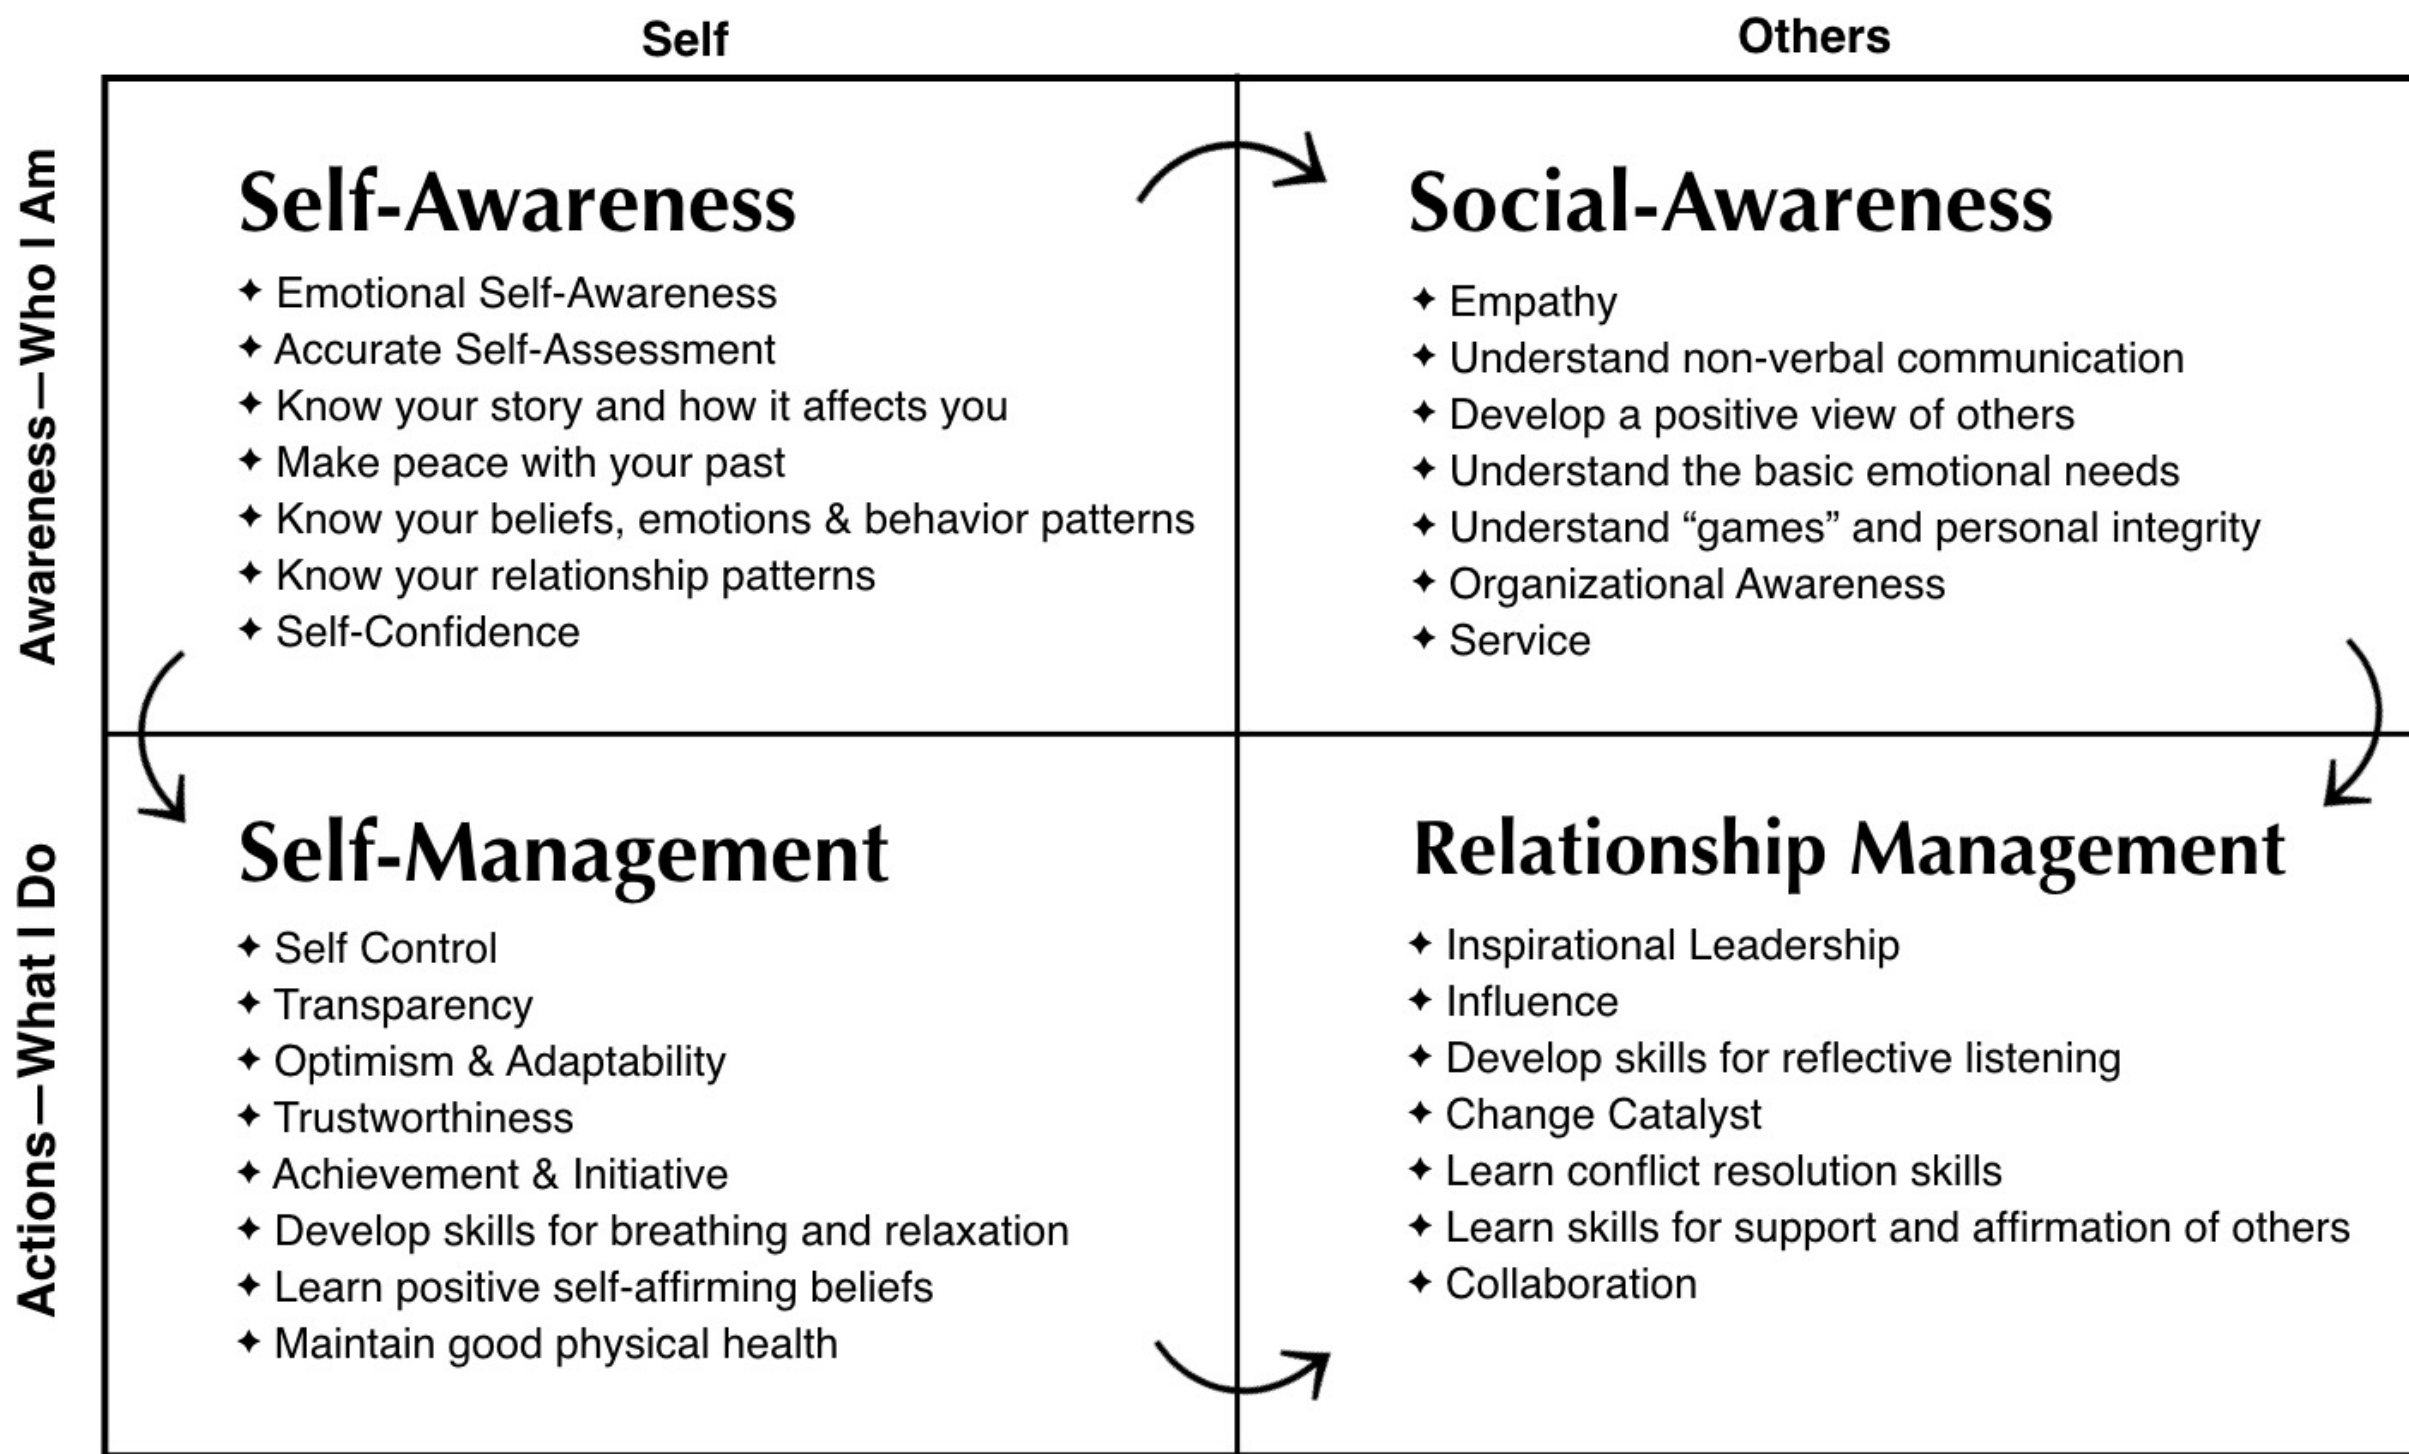 Self
Others
Awareness—Who I Am
Self-Awareness
✦ Emotional Self-Awareness
✦ Accurate Self-Assessment
✦ Know your story and how it affects you
✦ Make peace with your past
✦ Know your beliefs, emotions & behavior patterns
✦ Know your relationship patterns
✦ Self-Confidence
Social-Awareness
✦ Empathy
✦ Understand non-verbal communication
✦ Develop a positive view of others
✦ Understand the basic emotional needs
✦ Understand “games” and personal integrity
✦ Organizational Awareness
✦ Service
Actions—What I Do
Self-Management
✦ Self Control
✦ Transparency
✦ Optimism & Adaptability
✦ Trustworthiness
✦ Achievement & Initiative
✦ Develop skills for breathing and relaxation
✦ Learn positive self-affirming beliefs
✦ Maintain good physical health
Relationship Management
✦ Inspirational Leadership
✦ Influence
✦ Develop skills for reflective listening
✦ Change Catalyst
✦ Learn conflict resolution skills
✦ Learn skills for support and affirmation of others
✦ Collaboration